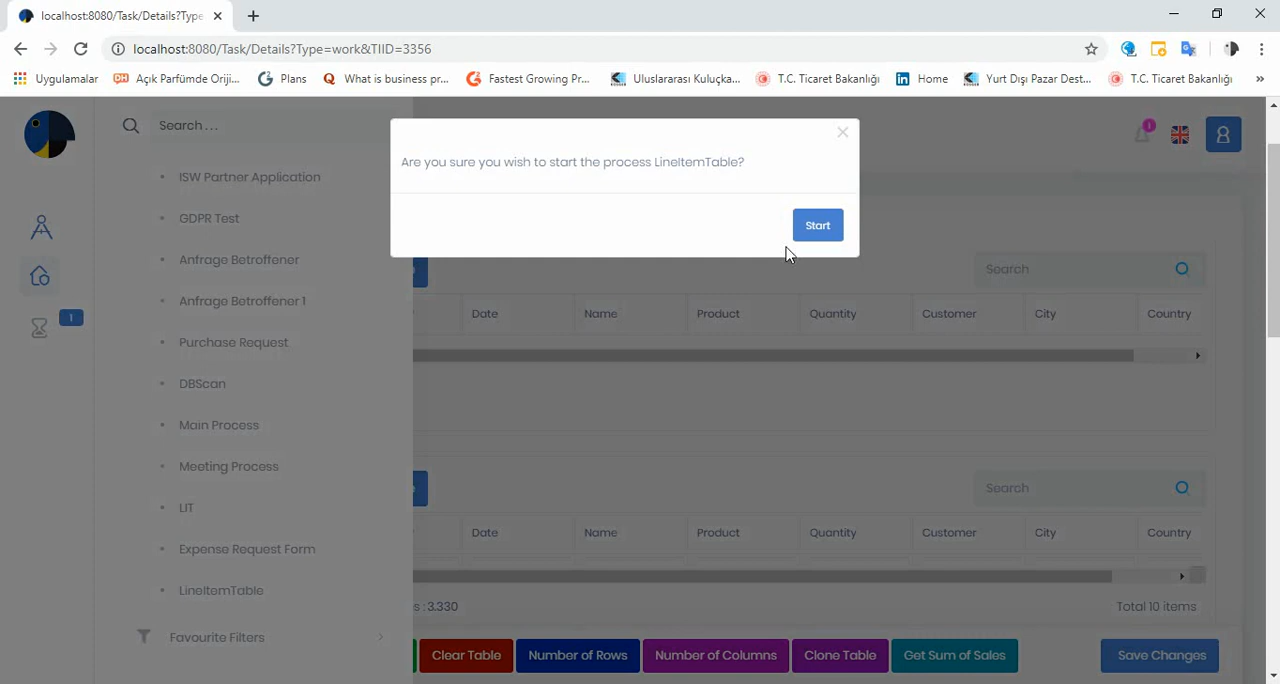 localhost:8080/Task/Details?Type
localhost:8080/Task/Details?Type=work&TIID=3356
Uygulamalar
Açık Parfümde Oriji...
Plans
What is business pr...
Fastest Growing Pr...
Uluslararası Kuluçka...
T.C. Ticaret Bakanlığı
Home
Yurt Dışı Pazar Dest...
T.C. Ticaret Bakanlığı
Search ...
1
Are you sure you wish to start the process LineItemTable?
Start
ISW Partner Application
GDPR Test
Anfrage Betroffener
Anfrage Betroffener 1
1
Purchase Request
DBScan
Main Process
Meeting Process
LIT
Expense Request Form
LineItemTable
Favourite Filters
Search
Date Name Product Quantity Customer City Country
Search
Date Name Product Quantity Customer City Country
s :3.330
Total 10 items
Clear Table
Number of Rows
Number of Columns
Clone Table
Get Sum of Sales
Save Changes